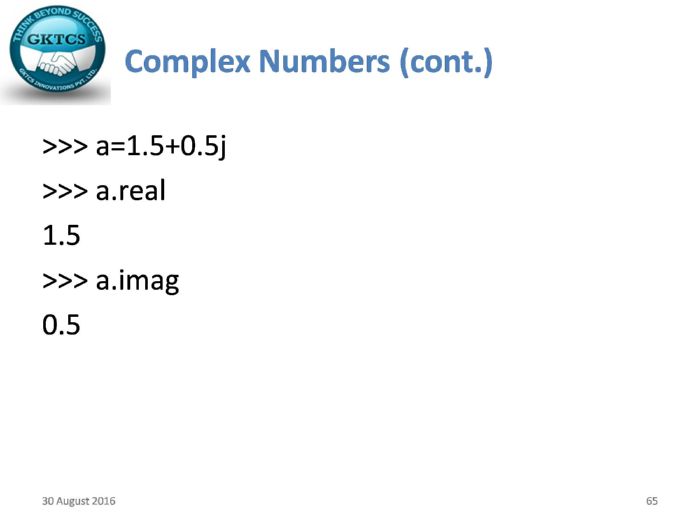 THINK BEYOND SUCCESS
GKTCS
GKTCS INNOVATIONS PVT. LTD.
Complex Numbers (cont.)
>>> a=1.5+0.5j
>>> a.real
1.5
>>> a.imag
0.5
30 August 2016
65